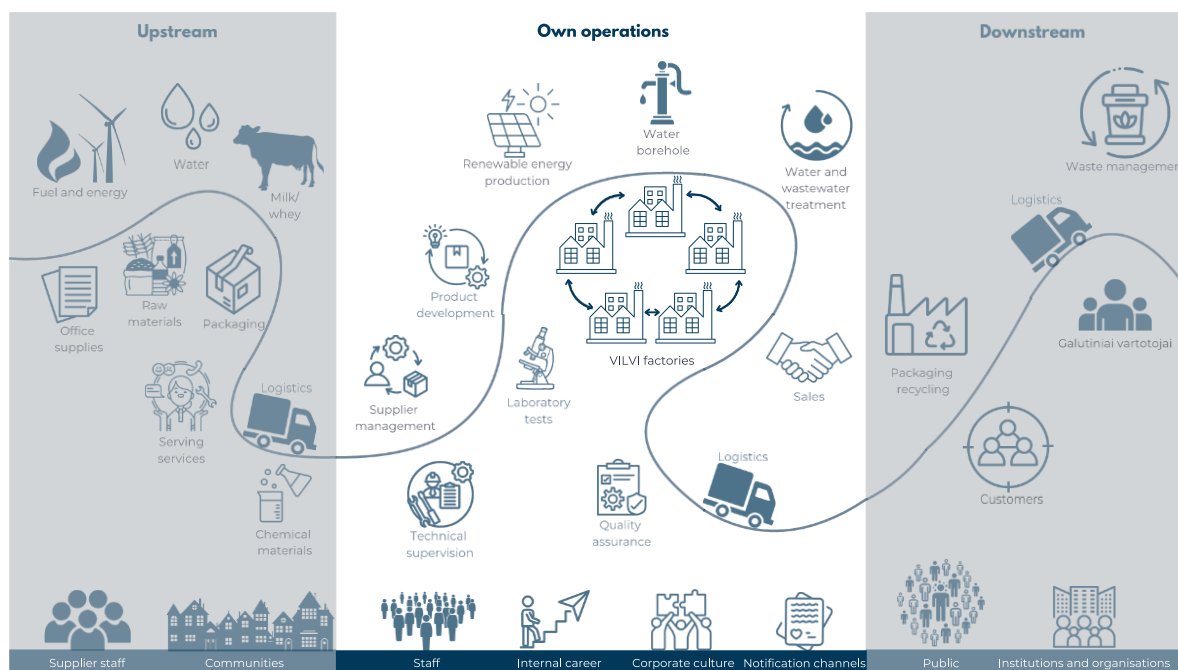 Upstream
Own operations
Downstream
Fuel and energy
Water
Milk/
whey
Office
supplies
Raw
materials
Packaging
Serving
services
Logistics
Chemical
materials
Renewable energy
production
Water
borehole
Water and
wastewater
treatment
Product
development
VILVI factories
Supplier
management
Laboratory
tests
Sales
Technical
supervision
Quality
assurance
Logistics
Waste management
Logistics
Galutiniai vartotojai
Packaging
recycling
Customers
Supplier staff
Communities
Staff
Internal career
Corporate culture
Notification channels
Public
Institutions and organisations